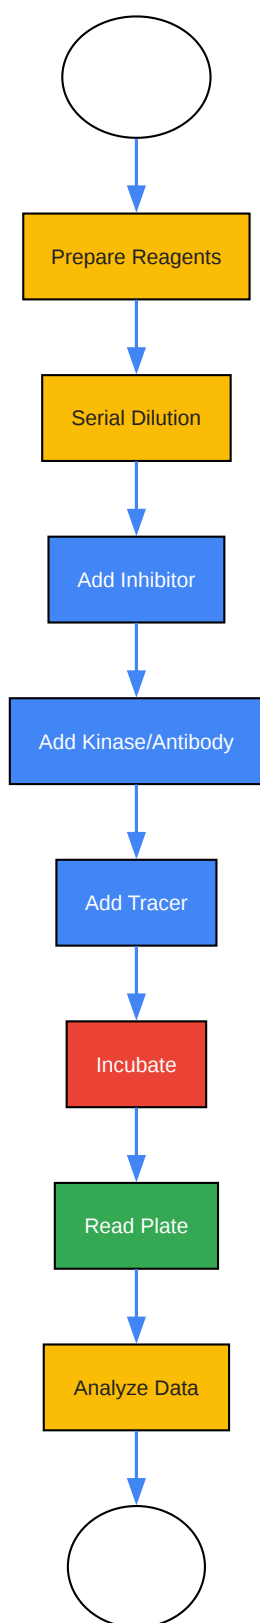 Prepare Reagents
Serial Dilution
Add Inhibitor
Add Kinase/Antibody
Add Tracer
Incubate
Read Plate
Analyze Data